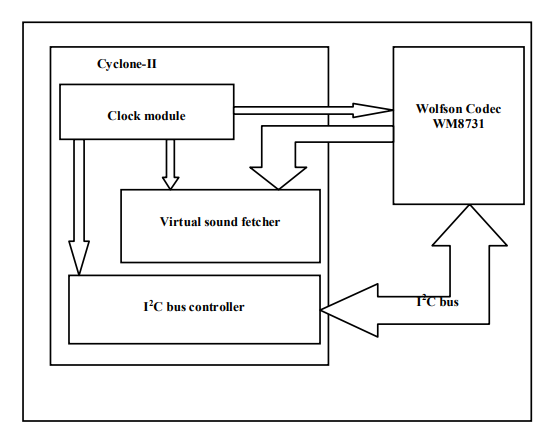 Cyclone-II
Clock module
Wolfson Codec
WM8731
Virtual sound fetcher
I²C bus controller
I²C bus